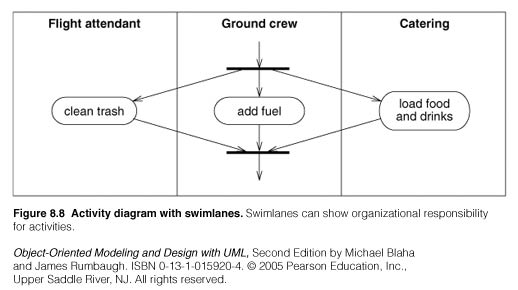 Flight attendant
Ground crew
Catering
clean trash
add fuel
load food
and drinks
Figure 8.8 Activity diagram with swimlanes. Swimlanes can show organizational responsibility
for activities.
Object-Oriented Modeling and Design with UML, Second Edition by Michael Blaha
and James Rumbaugh. ISBN 0-13-1-015920-4. © 2005 Pearson Education, Inc.,
Upper Saddle River, NJ. All rights reserved.